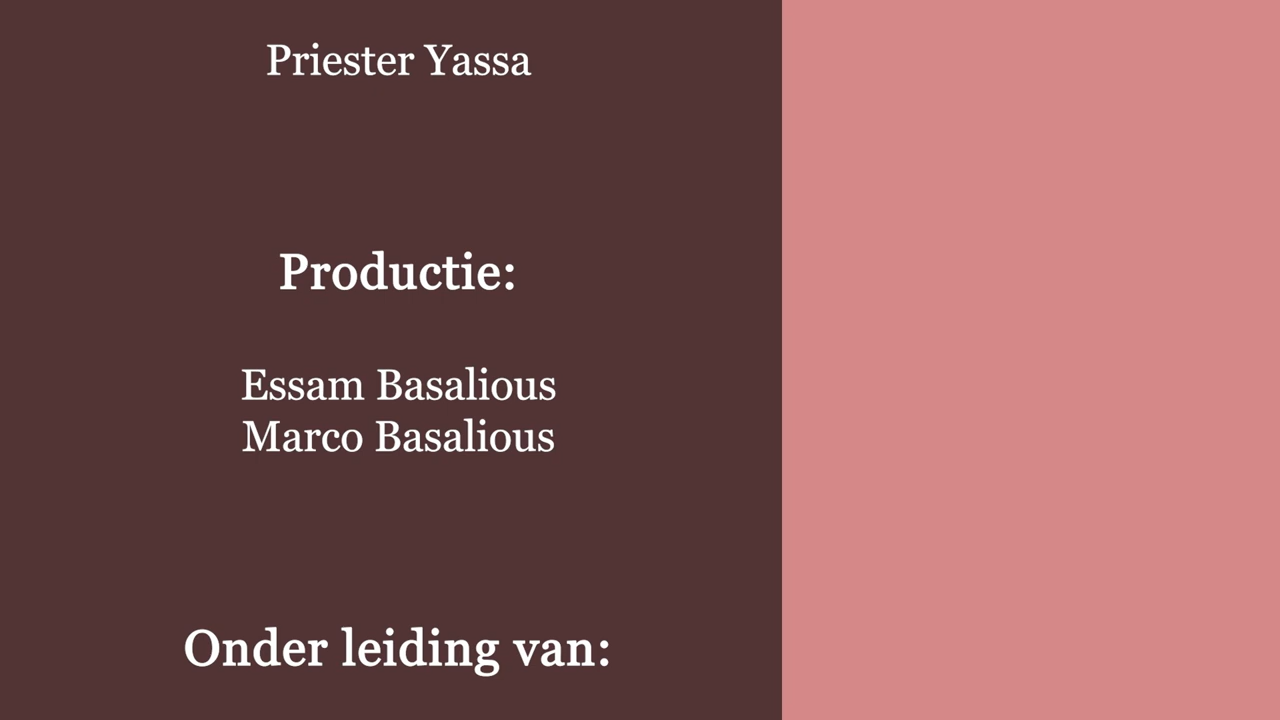 Priester Yassa
Productie:
Essam Basalious
Marco Basalious
Onder leiding van: